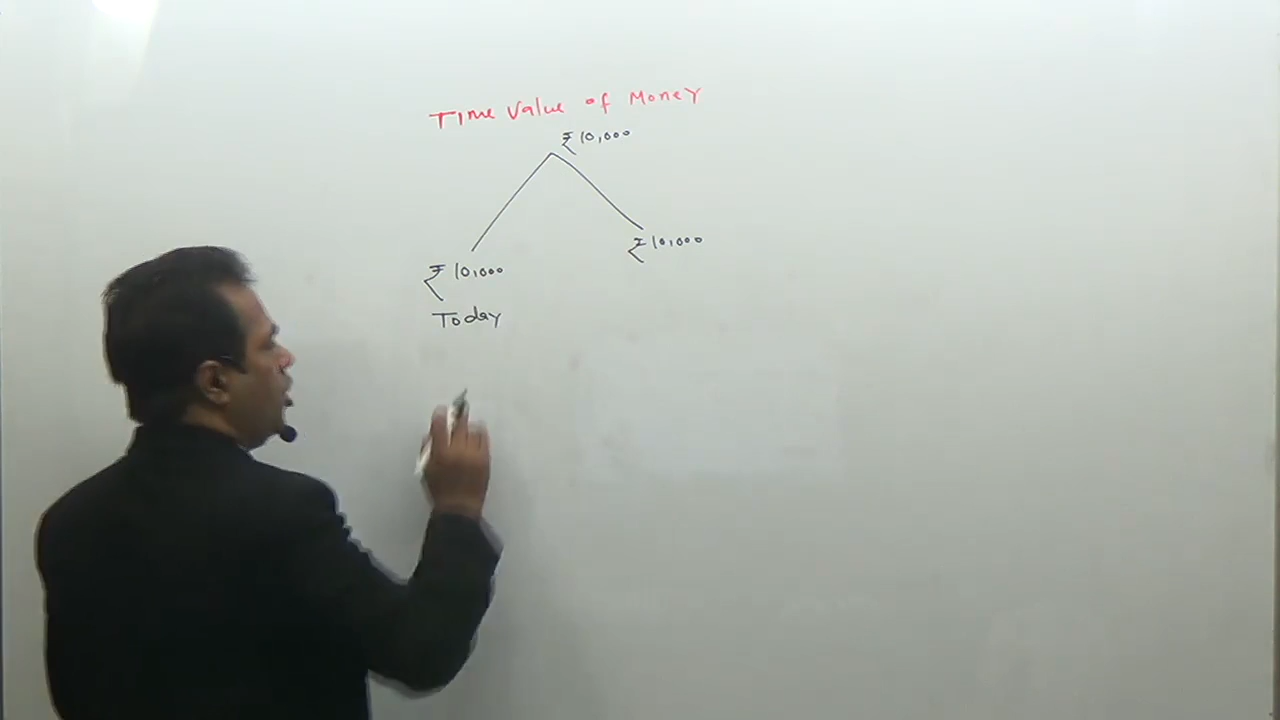 Time Value of Money
₹ 10,000
₹ 10,000
₹ 10,000
Today